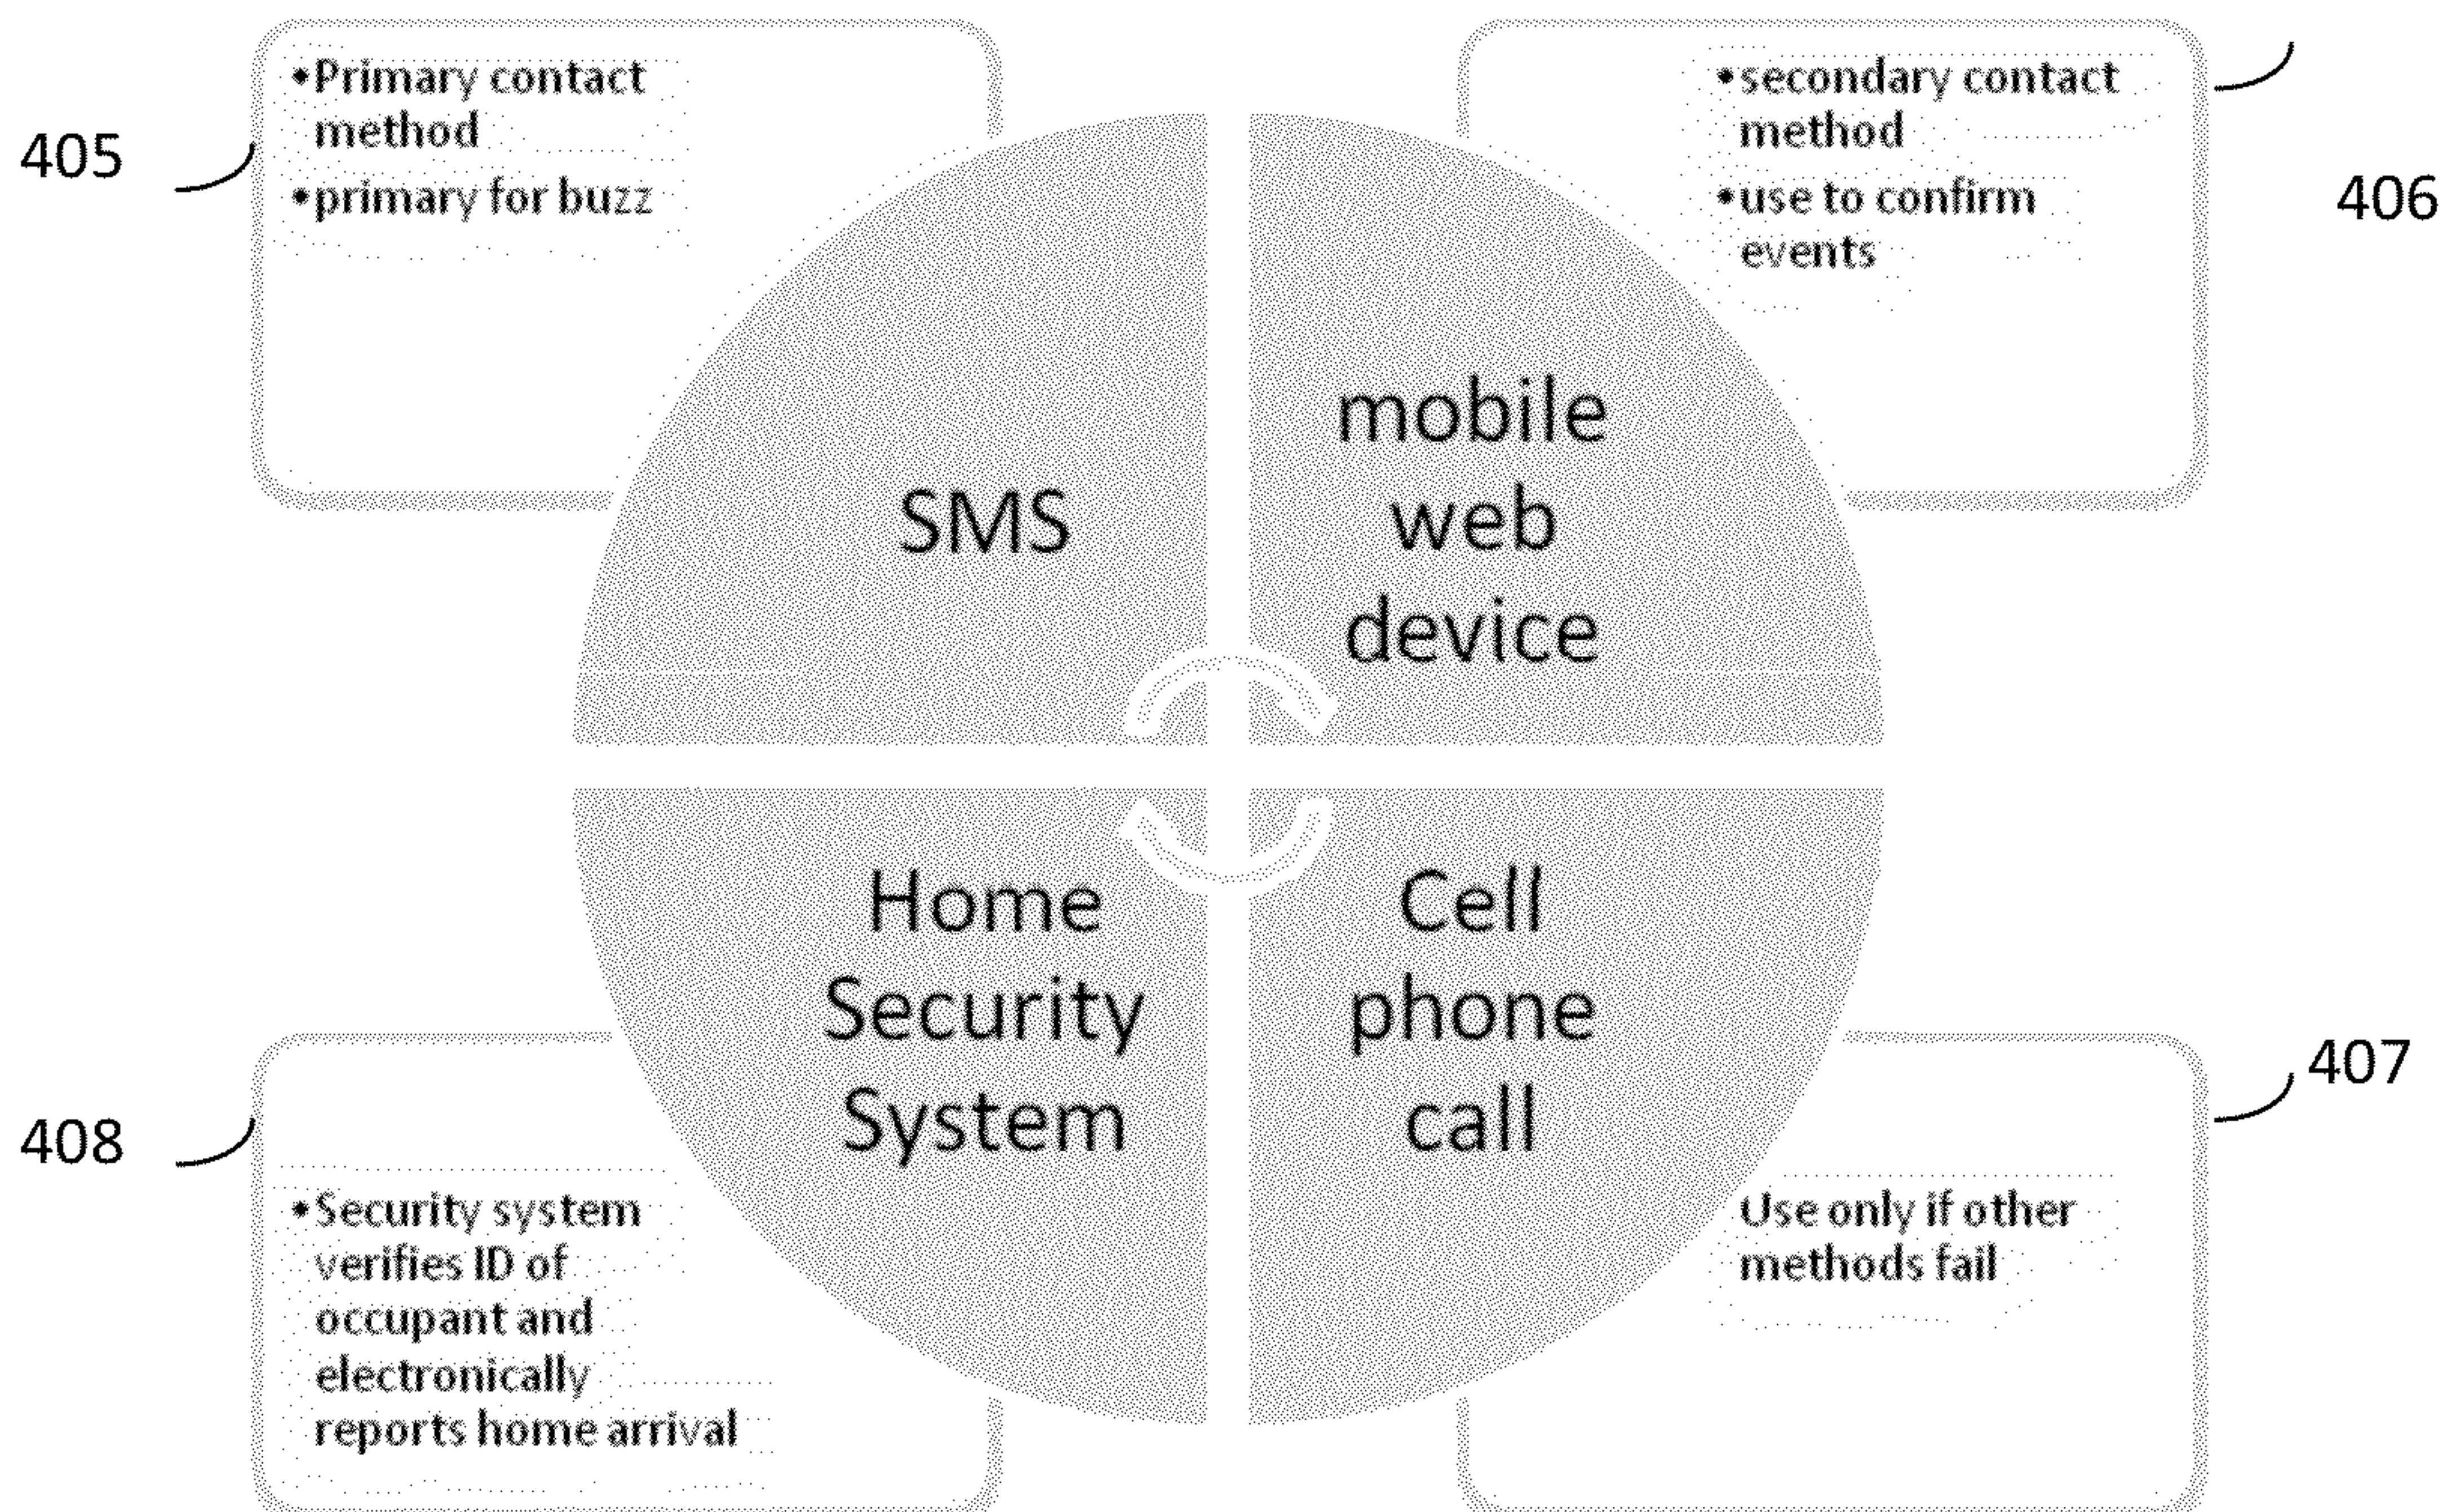 405
•Primary contact
method
•primary for buzz
•secondary contact
method
•use to confirm
events
406
SMS
mobile
web
device
Home
Security
System
Cell
phone
call
408
•Security system
verifies ID of
occupant and
electronically
reports home arrival
407
Use only if other
methods fail